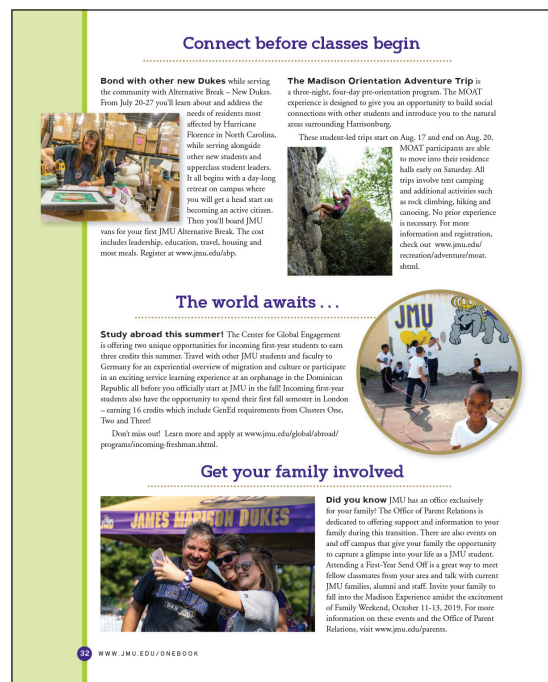 Connect before classes begin
Bond with other new Dukes while serving
the community with Alternative Break – New Dukes.
From July 20-27 you'll learn about and address the
needs of residents most
affected by Hurricane
Florence in North Carolina,
while serving alongside
other new students and
upperclass student leaders.
It all begins with a day-long
retreat on campus where
you will get a head start on
becoming an active citizen.
Then you'll board JMU
vans for your first JMU Alternative Break. The cost
includes leadership, education, travel, housing and
most meals. Register at www.jmu.edu/abp.
The Madison Orientation Adventure Trip is
a three-night, four-day pre-orientation program. The MOAT
experience is designed to give you an opportunity to build social
connections with other students and introduce you to the natural
areas surrounding Harrisonburg.
These student-led trips start on Aug. 17 and end on Aug. 20.
MOAT participants are able
to move into their residence
halls early on Saturday. All
trips involve tent camping
and additional activities such
as rock climbing, hiking and
canoeing. No prior experience
is necessary. For more
information and registration,
check out www.jmu.edu/
recreation/adventure/moat.
shtml.
The world awaits . . .
Study abroad this summer! The Center for Global Engagement
is offering two unique opportunities for incoming first-year students to earn
three credits this summer. Travel with other JMU students and faculty to
Germany for an experiential overview of migration and culture or participate
in an exciting service learning experience at an orphanage in the Dominican
Republic all before you officially start at JMU in the fall! Incoming first-year
students also have the opportunity to spend their first fall semester in London
– earning 16 credits which include GenEd requirements from Clusters One,
Two and Three!
Don't miss out! Learn more and apply at www.jmu.edu/global/abroad/
programs/incoming-freshman.shtml.
JMU
Get your family involved
JAMES MADISON DUKES
Did you know JMU has an office exclusively
for your family? The Office of Parent Relations is
dedicated to offering support and information to your
family during this transition. There are also events on
and off campus that give your family the opportunity
to capture a glimpse into your life as a JMU student.
Attending a First-Year Send Off is a great way to meet
fellow classmates from your area and talk with current
JMU families, alumni and staff. Invite your family to
fall into the Madison Experience amidst the excitement
of Family Weekend, October 11-13, 2019. For more
information on these events and the Office of Parent
Relations, visit www.jmu.edu/parents.
32 WWW.JMU.EDU/ONEBOOK